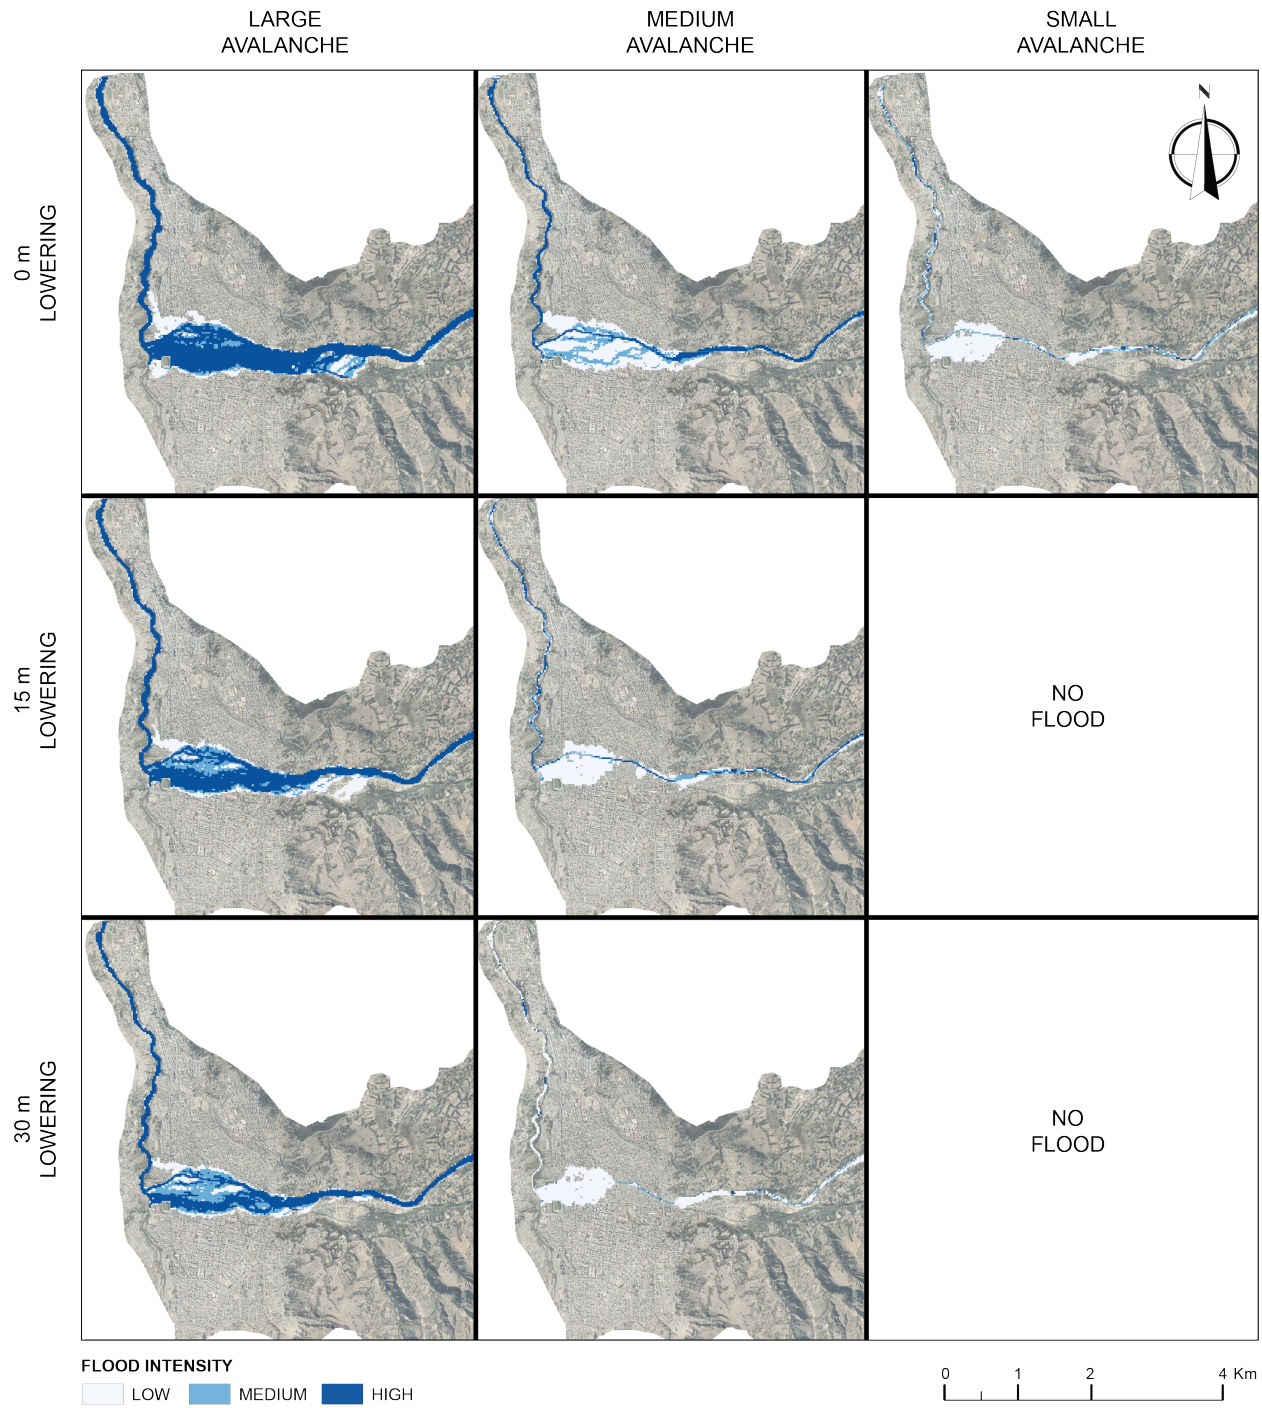 LARGE
AVALANCHE
MEDIUM
AVALANCHE
SMALL
AVALANCHE
N
0 m
LOWERING
15 m
LOWERING
NO
FLOOD
30 m
LOWERING
NO
FLOOD
FLOOD INTENSITY
LOW MEDIUM HIGH
0 1 2 4 Km